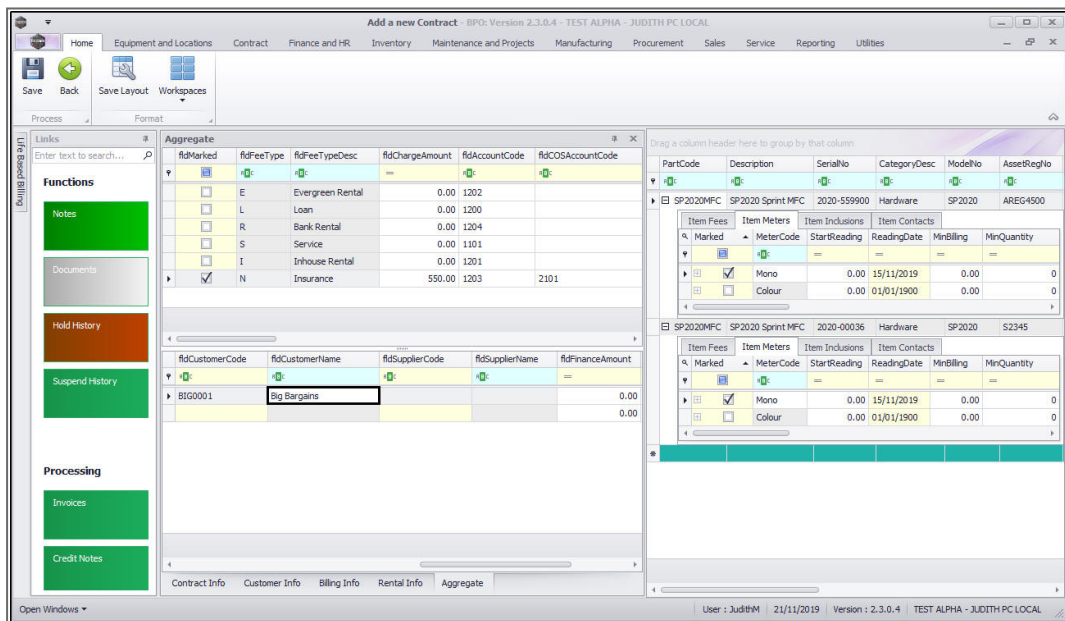 Add a new Contract - BPO: Version 2.3.0.4 - TEST ALPHA - JUDITH PC LOCAL
Home Equipment and Locations Contract Finance and HR Inventory Maintenance and Projects Manufacturing Procurement Sales Service Reporting Utilities
Save Back Save Layout Workspaces
Process Format
Life Based Billing
Links
Enter text to search...
Functions
Notes
Documents
Hold History
Suspend History
Processing
Invoices
Credit Notes
Aggregate
fldMarked fldFeeType fldFeeTypeDesc fldChargeAmount fldAccountCode fldCOSAccountCode
E Evergreen Rental 0.00 1202
L Loan 0.00 1200
R Bank Rental 0.00 1204
S Service 0.00 1101
I Inhouse Rental 0.00 1201
N Insurance 550.00 1203 2101
fldCustomerCode fldCustomerName fldSupplierCode fldSupplierName fldFinanceAmount
BIG0001 Big Bargains 0.00
0.00
Contract Info Customer Info Billing Info Rental Info Aggregate
Drag a column header here to group by that column
PartCode Description SerialNo CategoryDesc ModelNo AssetRegNo
SP2020MFC SP2020 Sprint MFC 2020-559900 Hardware SP2020 AREG4500
Item Fees Item Meters Item Inclusions Item Contacts
Marked MeterCode StartReading ReadingDate MinBilling MinQuantity
Mono 0.00 15/11/2019 0.00 0
Colour 0.00 01/01/1900 0.00 0
SP2020MFC SP2020 Sprint MFC 2020-00036 Hardware SP2020 S2345
Item Fees Item Meters Item Inclusions Item Contacts
Marked MeterCode StartReading ReadingDate MinBilling MinQuantity
Mono 0.00 15/11/2019 0.00 0
Colour 0.00 01/01/1900 0.00 0
Open Windows User : JudithM 21/11/2019 Version : 2.3.0.4 TEST ALPHA - JUDITH PC LOCAL